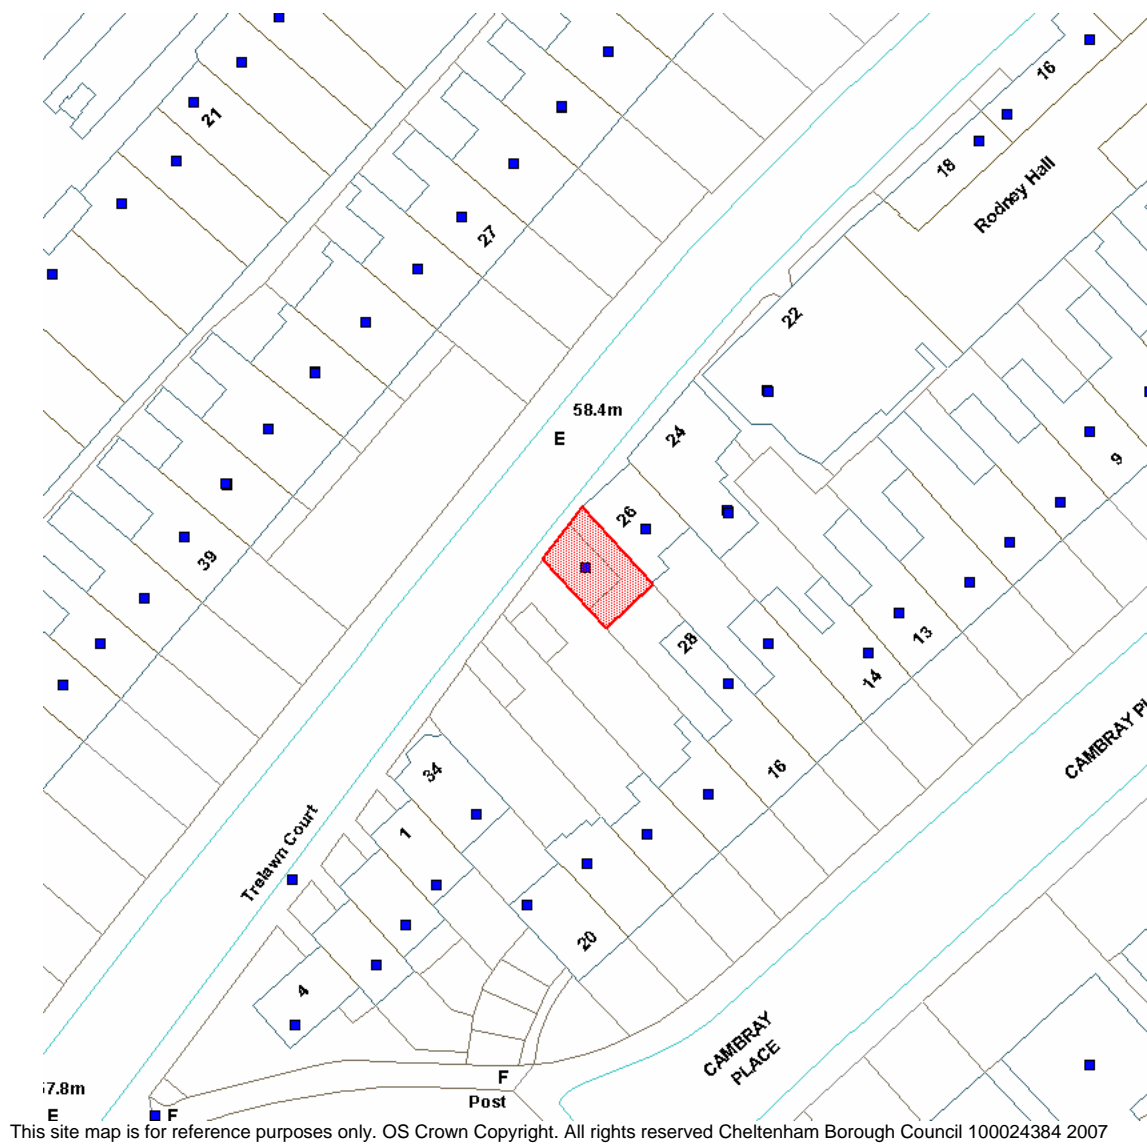 16
21
18
Rodney Hall
27
22
58.4m
E
24
9
26
39
13
28
14
CAMBRAY PL
16
34
1
Trelawn Court
20
4
CAMBRAY
PLACE
F
57.8m
Post
E
F
This site map is for reference purposes only. OS Crown Copyright. All rights reserved Cheltenham Borough Council 100024384 2007